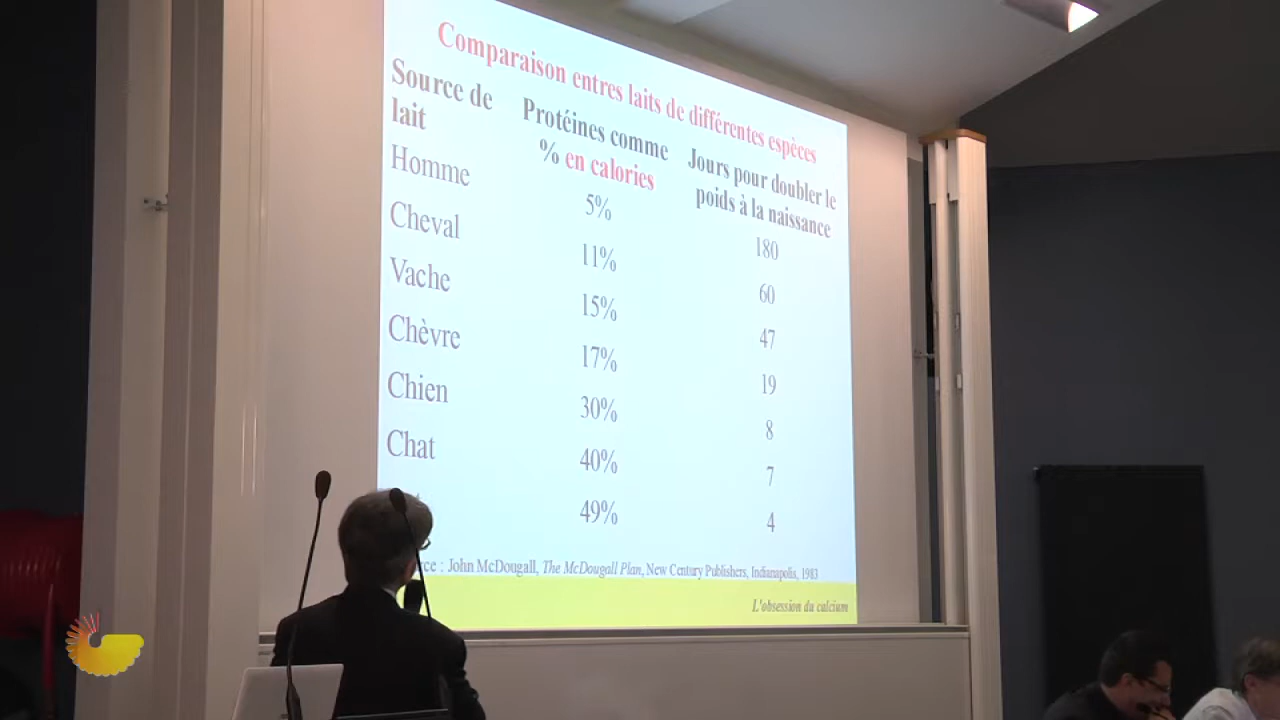 Comparaison entres laits de différentes espèces
Source de lait
Protéines comme % en calories
Jours pour doubler le poids à la naissance
Homme 5% 180
Cheval 11% 60
Vache 15% 47
Chèvre 17% 19
Chien 30% 8
Chat 40% 7
49% 4
: John McDougall, The McDougall Plan, New Century Publishers, Indianapolis, 1983
L'obsession du calcium